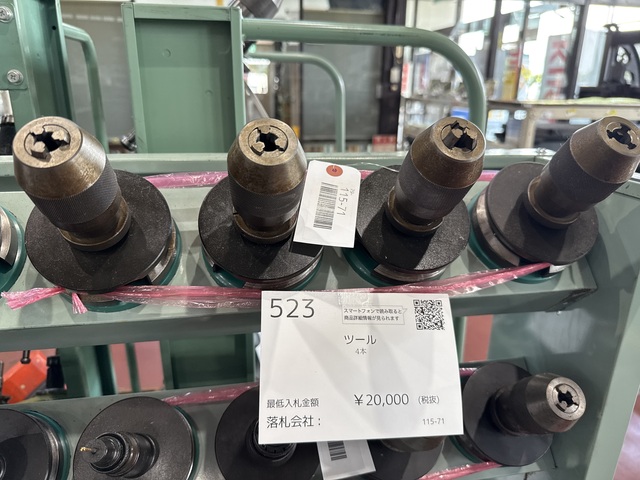 115-71
523
スマートフォンで読み取ると
商品詳細情報が見られます
ツール
4本
最低入札金額 ￥20,000 (税抜)
落札会社：
115-71